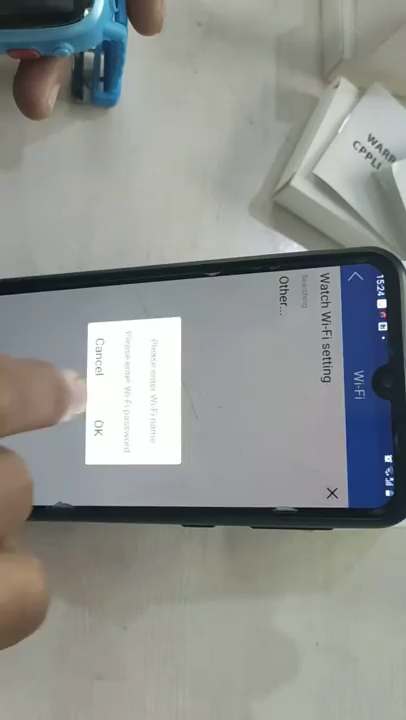 15:24
Wi-Fi
Watch Wi-Fi setting
Searching
Other...
Please enter Wi-Fi name
Please enter Wi-Fi password
Cancel
OK
CPPLI